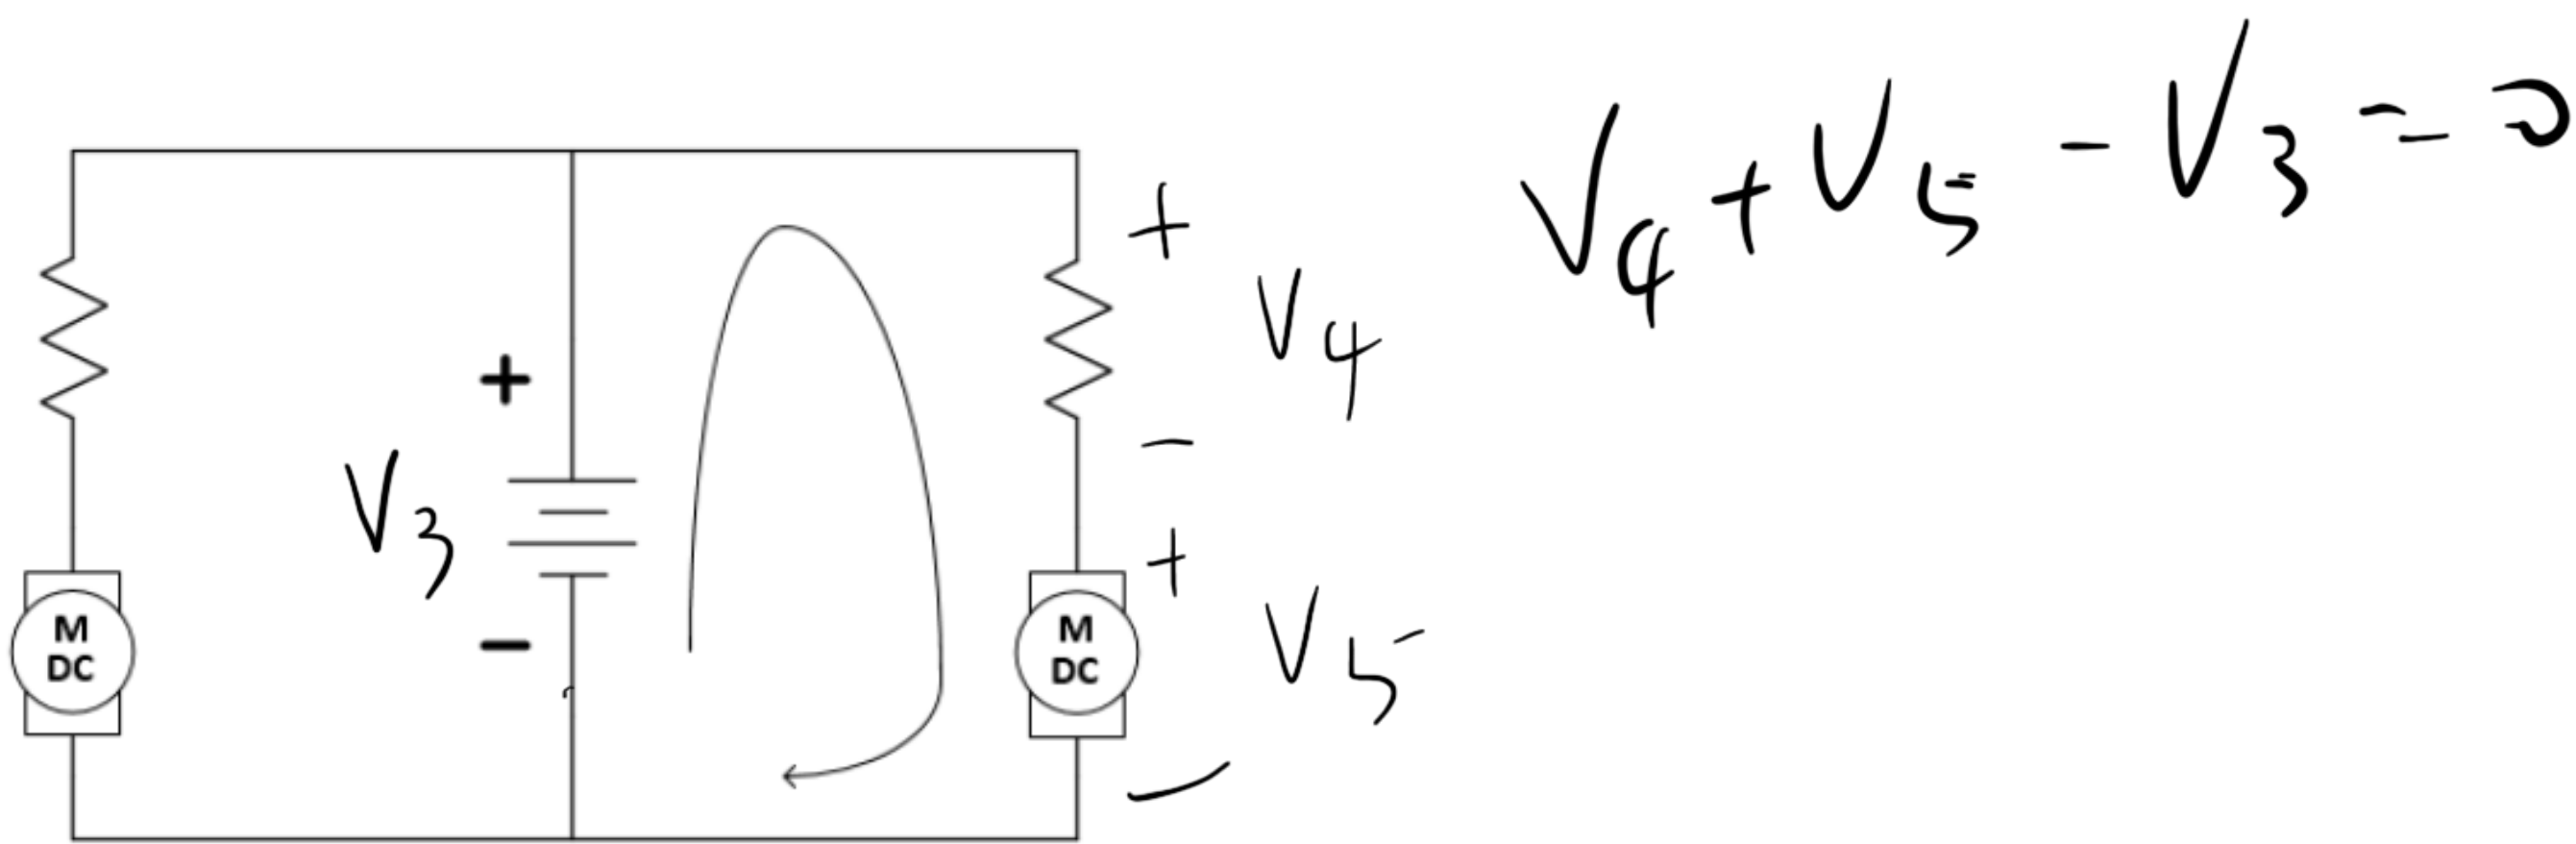 V4 + V5 - V3 = 0
+
V4
-
+
V3
-
+
V5
-
M
DC
M
DC